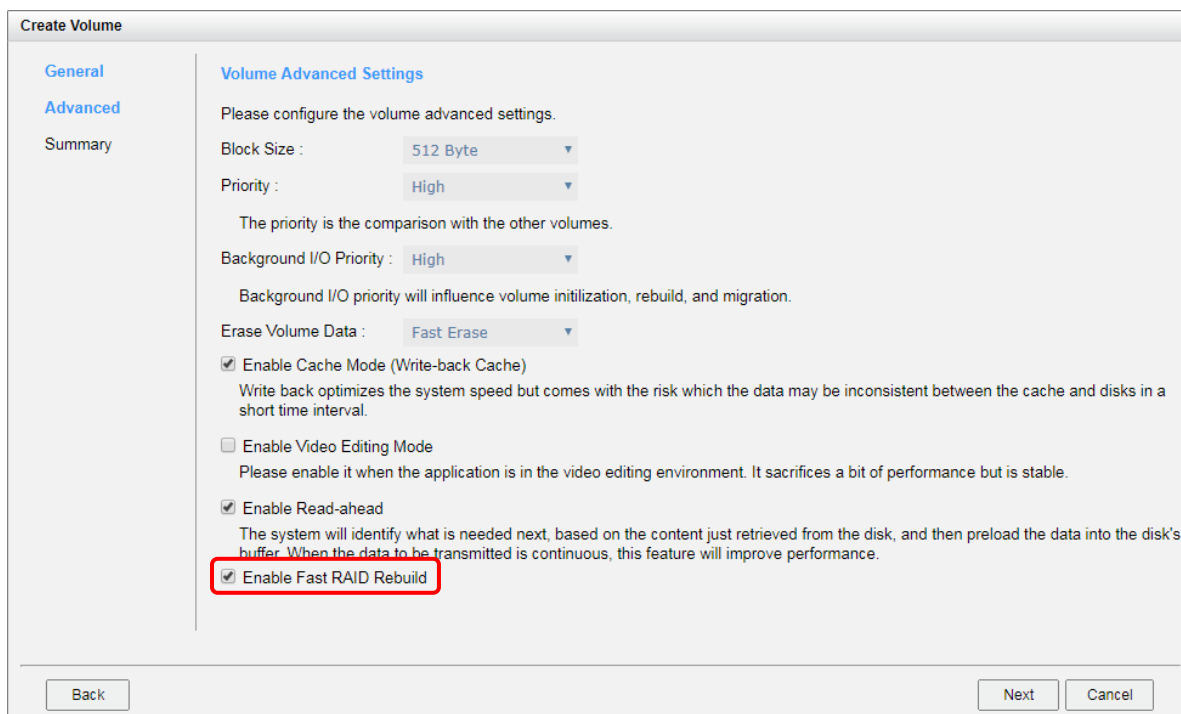 Create Volume
General
Advanced
Summary
Volume Advanced Settings
Please configure the volume advanced settings.
Block Size : 512 Byte
Priority : High
The priority is the comparison with the other volumes.
Background I/O Priority : High
Background I/O priority will influence volume initilization, rebuild, and migration.
Erase Volume Data : Fast Erase
Enable Cache Mode (Write-back Cache)
Write back optimizes the system speed but comes with the risk which the data may be inconsistent between the cache and disks in a
short time interval.
Enable Video Editing Mode
Please enable it when the application is in the video editing environment. It sacrifices a bit of performance but is stable.
Enable Read-ahead
The system will identify what is needed next, based on the content just retrieved from the disk, and then preload the data into the disk's
buffer. When the data to be transmitted is continuous, this feature will improve performance.
Enable Fast RAID Rebuild
Back
Next
Cancel